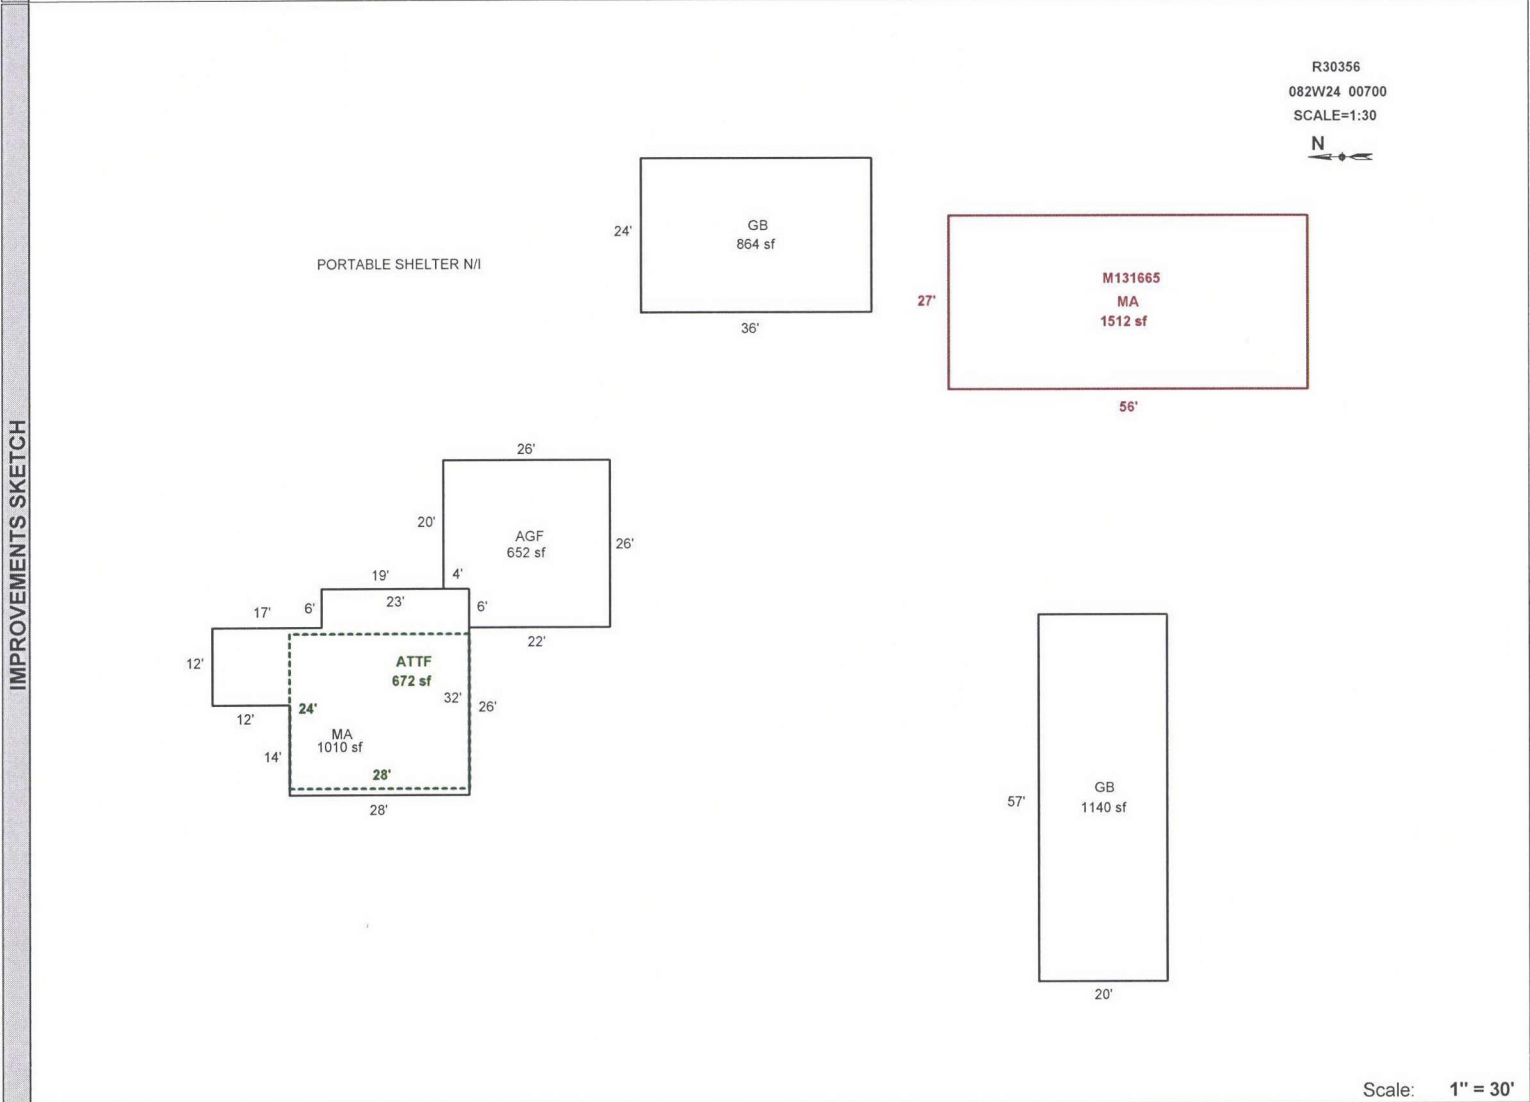 IMPROVEMENTS SKETCH
R30356
082W24 00700
SCALE=1:30
N
24'
GB
864 sf
36'
PORTABLE SHELTER N/I
27'
M131665
MA
1512 sf
56'
26'
20'
AGF
652 sf
26'
19'
4'
17'
6'
23'
6'
22'
12'
ATTF
672 sf
32'
26'
12'
24'
14'
MA
1010 sf
28'
28'
57'
GB
1140 sf
20'
Scale: 1" = 30'